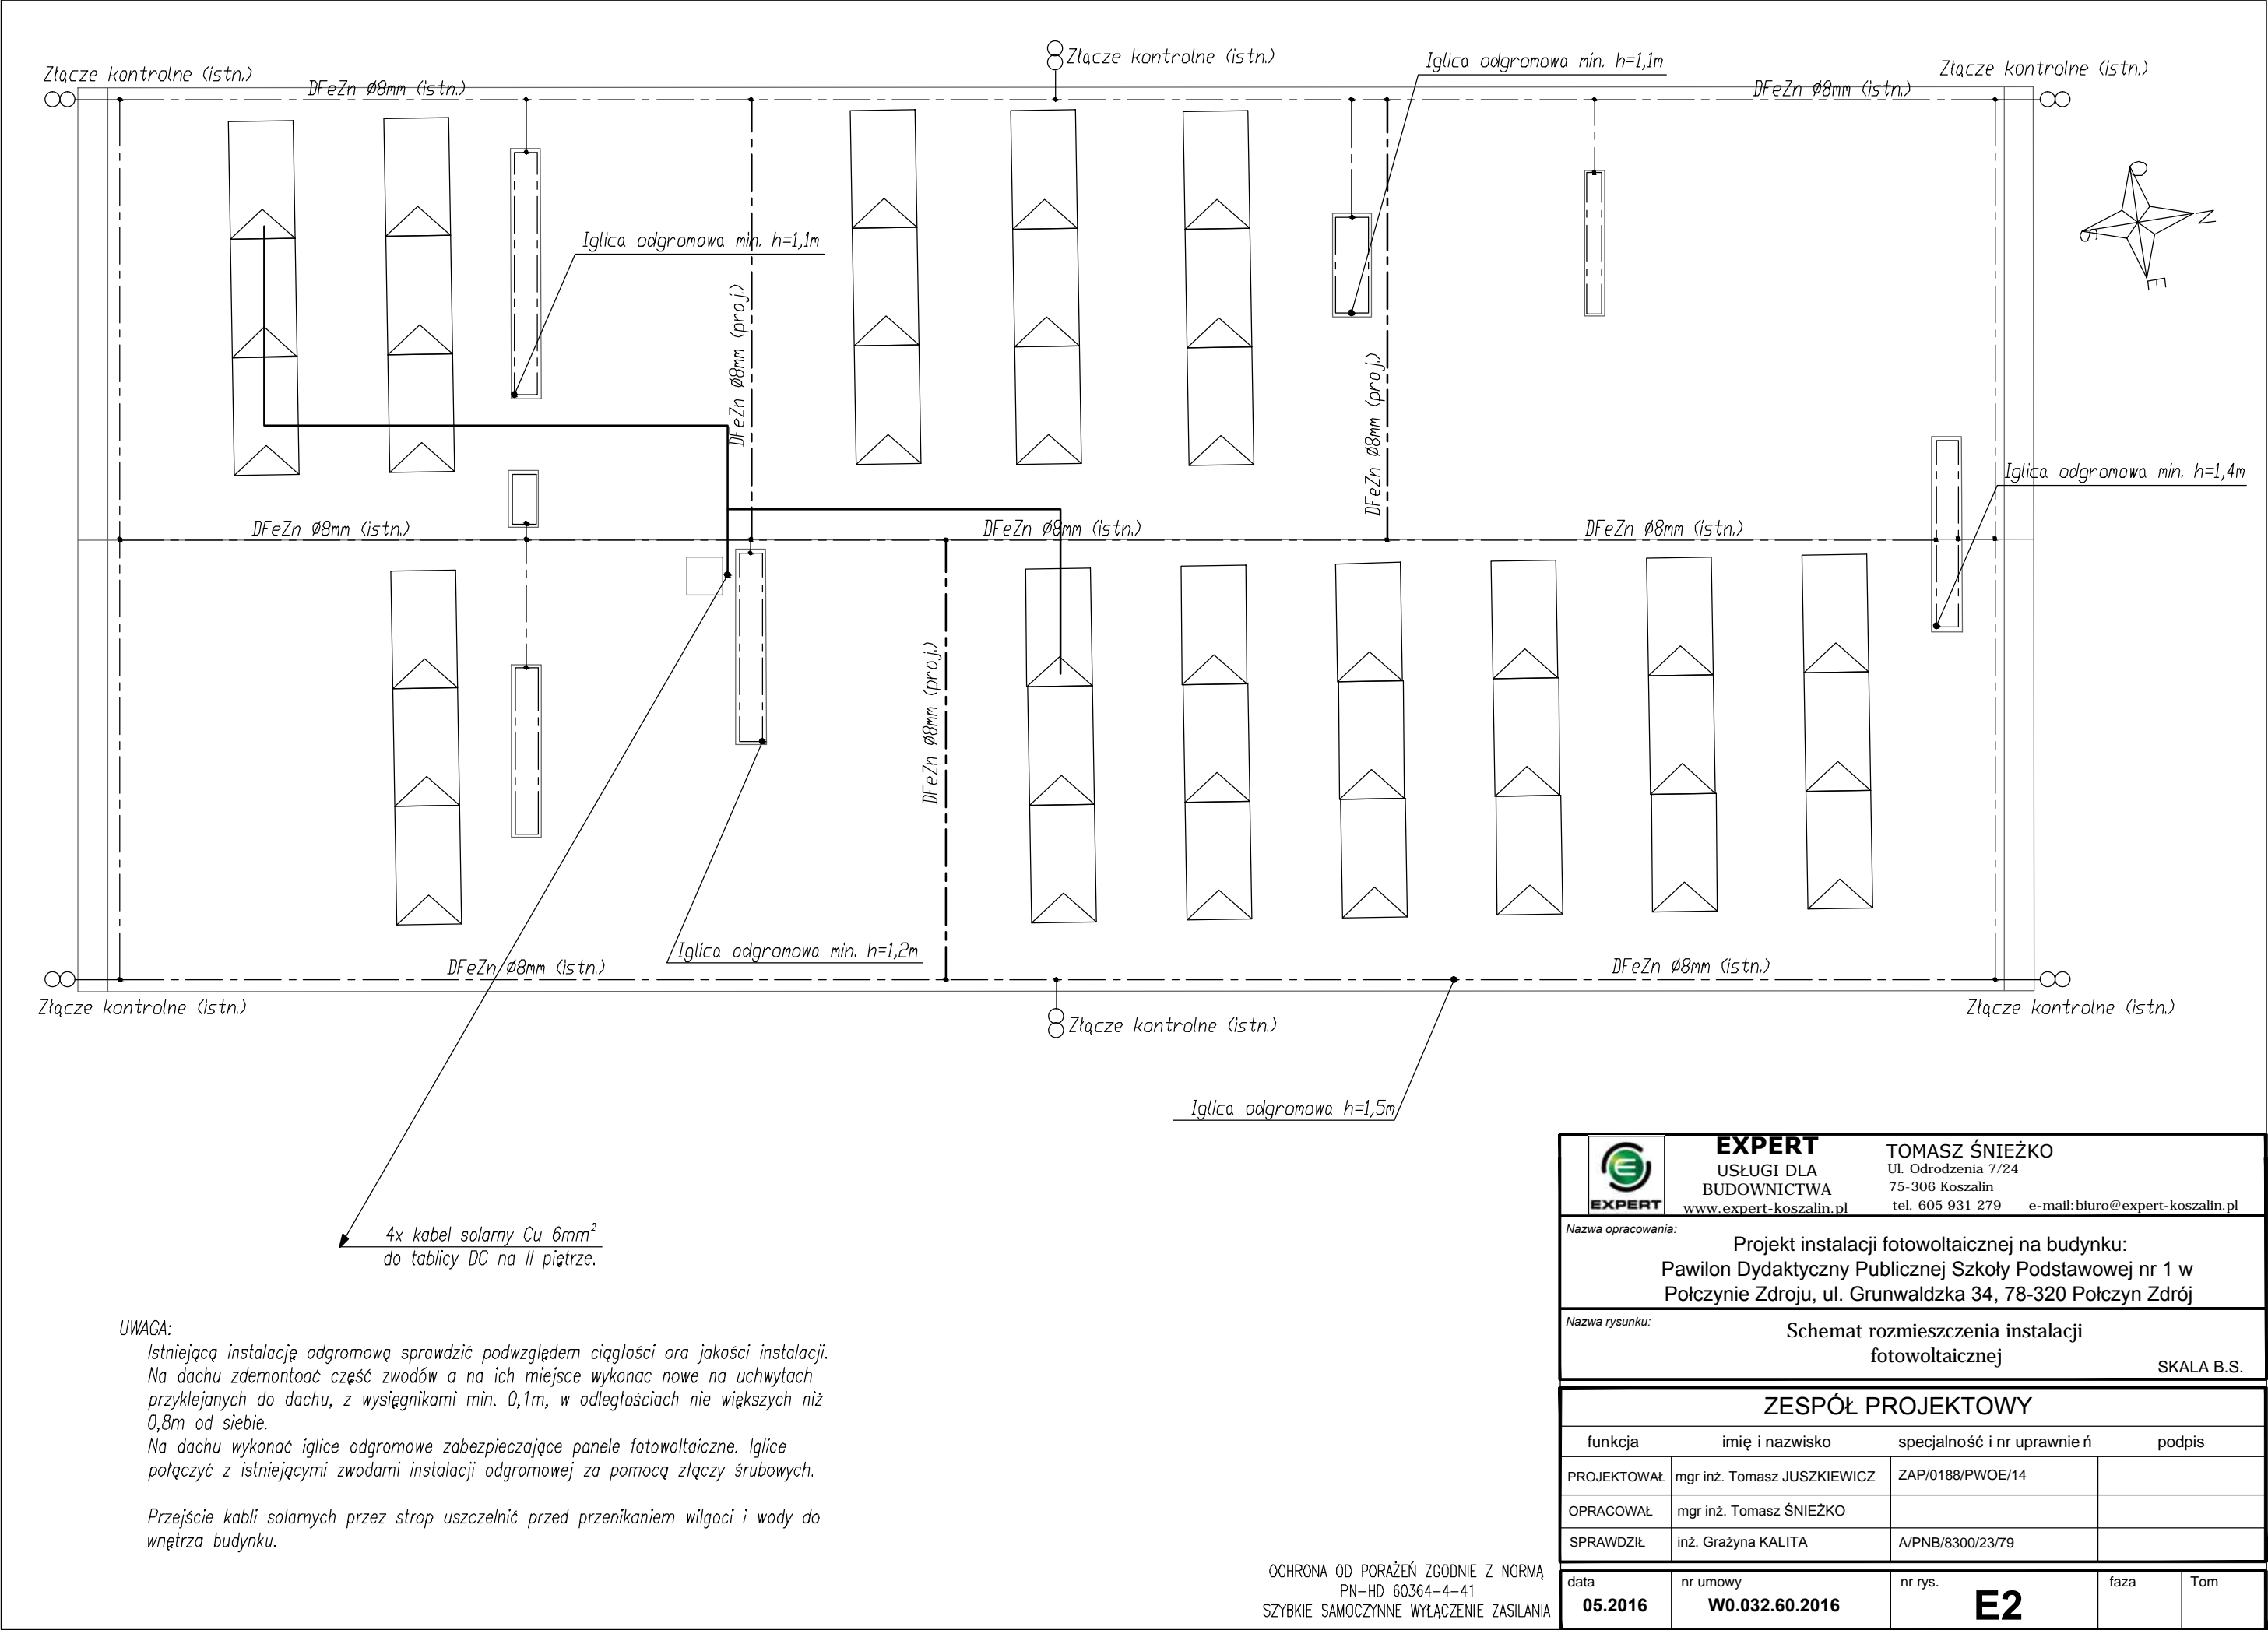 Złącze kontrolne (istn.)
Iglica odgromowa min. h=1,1m
Złącze kontrolne (istn.)
Złącze kontrolne (istn.)
DFeZn Ø8mm (istn.)
DFeZn Ø8mm (istn.)
N
E
Iglica odgromowa min. h=1,1m
DFeZn Ø8mm (proj.)
DFeZn Ø8mm (proj.)
Iglica odgromowa min. h=1,4m
DFeZn Ø8mm (istn.)
DFeZn Ø8mm (istn.)
DFeZn Ø8mm (istn.)
DFeZn Ø8mm (proj.)
Iglica odgromowa min. h=1,2m
DFeZn Ø8mm (istn.)
DFeZn Ø8mm (istn.)
Złącze kontrolne (istn.)
Złącze kontrolne (istn.)
Złącze kontrolne (istn.)
Iglica odgromowa h=1,5m
4x kabel solarny Cu 6mm²
do tablicy DC na II piętrze.
UWAGA:
Istniejącą instalację odgromową sprawdzić podwzględem ciągłości ora jakości instalacji.
Na dachu zdemontoać część zwodów a na ich miejsce wykonac nowe na uchwytach
przyklejanych do dachu, z wysięgnikami min. 0,1m, w odległościach nie większych niż
0,8m od siebie.
Na dachu wykonać iglice odgromowe zabezpieczające panele fotowoltaiczne. Iglice
połączyć z istniejącymi zwodami instalacji odgromowej za pomocą złączy śrubowych.
Przejście kabli solarnych przez strop uszczelnić przed przenikaniem wilgoci i wody do
wnętrza budynku.
OCHRONA OD PORAŻEŃ ZGODNIE Z NORMĄ
PN-HD 60364-4-41
SZYBKIE SAMOCZYNNE WYŁĄCZENIE ZASILANIA
EXPERT
EXPERT
USŁUGI DLA
BUDOWNICTWA
www.expert-koszalin.pl
TOMASZ ŚNIEŻKO
Ul. Odrodzenia 7/24
75-306 Koszalin
tel. 605 931 279 e-mail:biuro@expert-koszalin.pl
Nazwa opracowania:
Projekt instalacji fotowoltaicznej na budynku:
Pawilon Dydaktyczny Publicznej Szkoły Podstawowej nr 1 w
Połczynie Zdroju, ul. Grunwaldzka 34, 78-320 Połczyn Zdrój
Nazwa rysunku:
Schemat rozmieszczenia instalacji
fotowoltaicznej
SKALA B.S.
ZESPÓŁ PROJEKTOWY
funkcja imię i nazwisko specjalność i nr uprawnie ń podpis
PROJEKTOWAŁ mgr inż. Tomasz JUSZKIEWICZ ZAP/0188/PWOE/14
OPRACOWAŁ mgr inż. Tomasz ŚNIEŻKO
SPRAWDZIŁ inż. Grażyna KALITA A/PNB/8300/23/79
data nr umowy nr rys. faza Tom
05.2016 W0.032.60.2016 E2